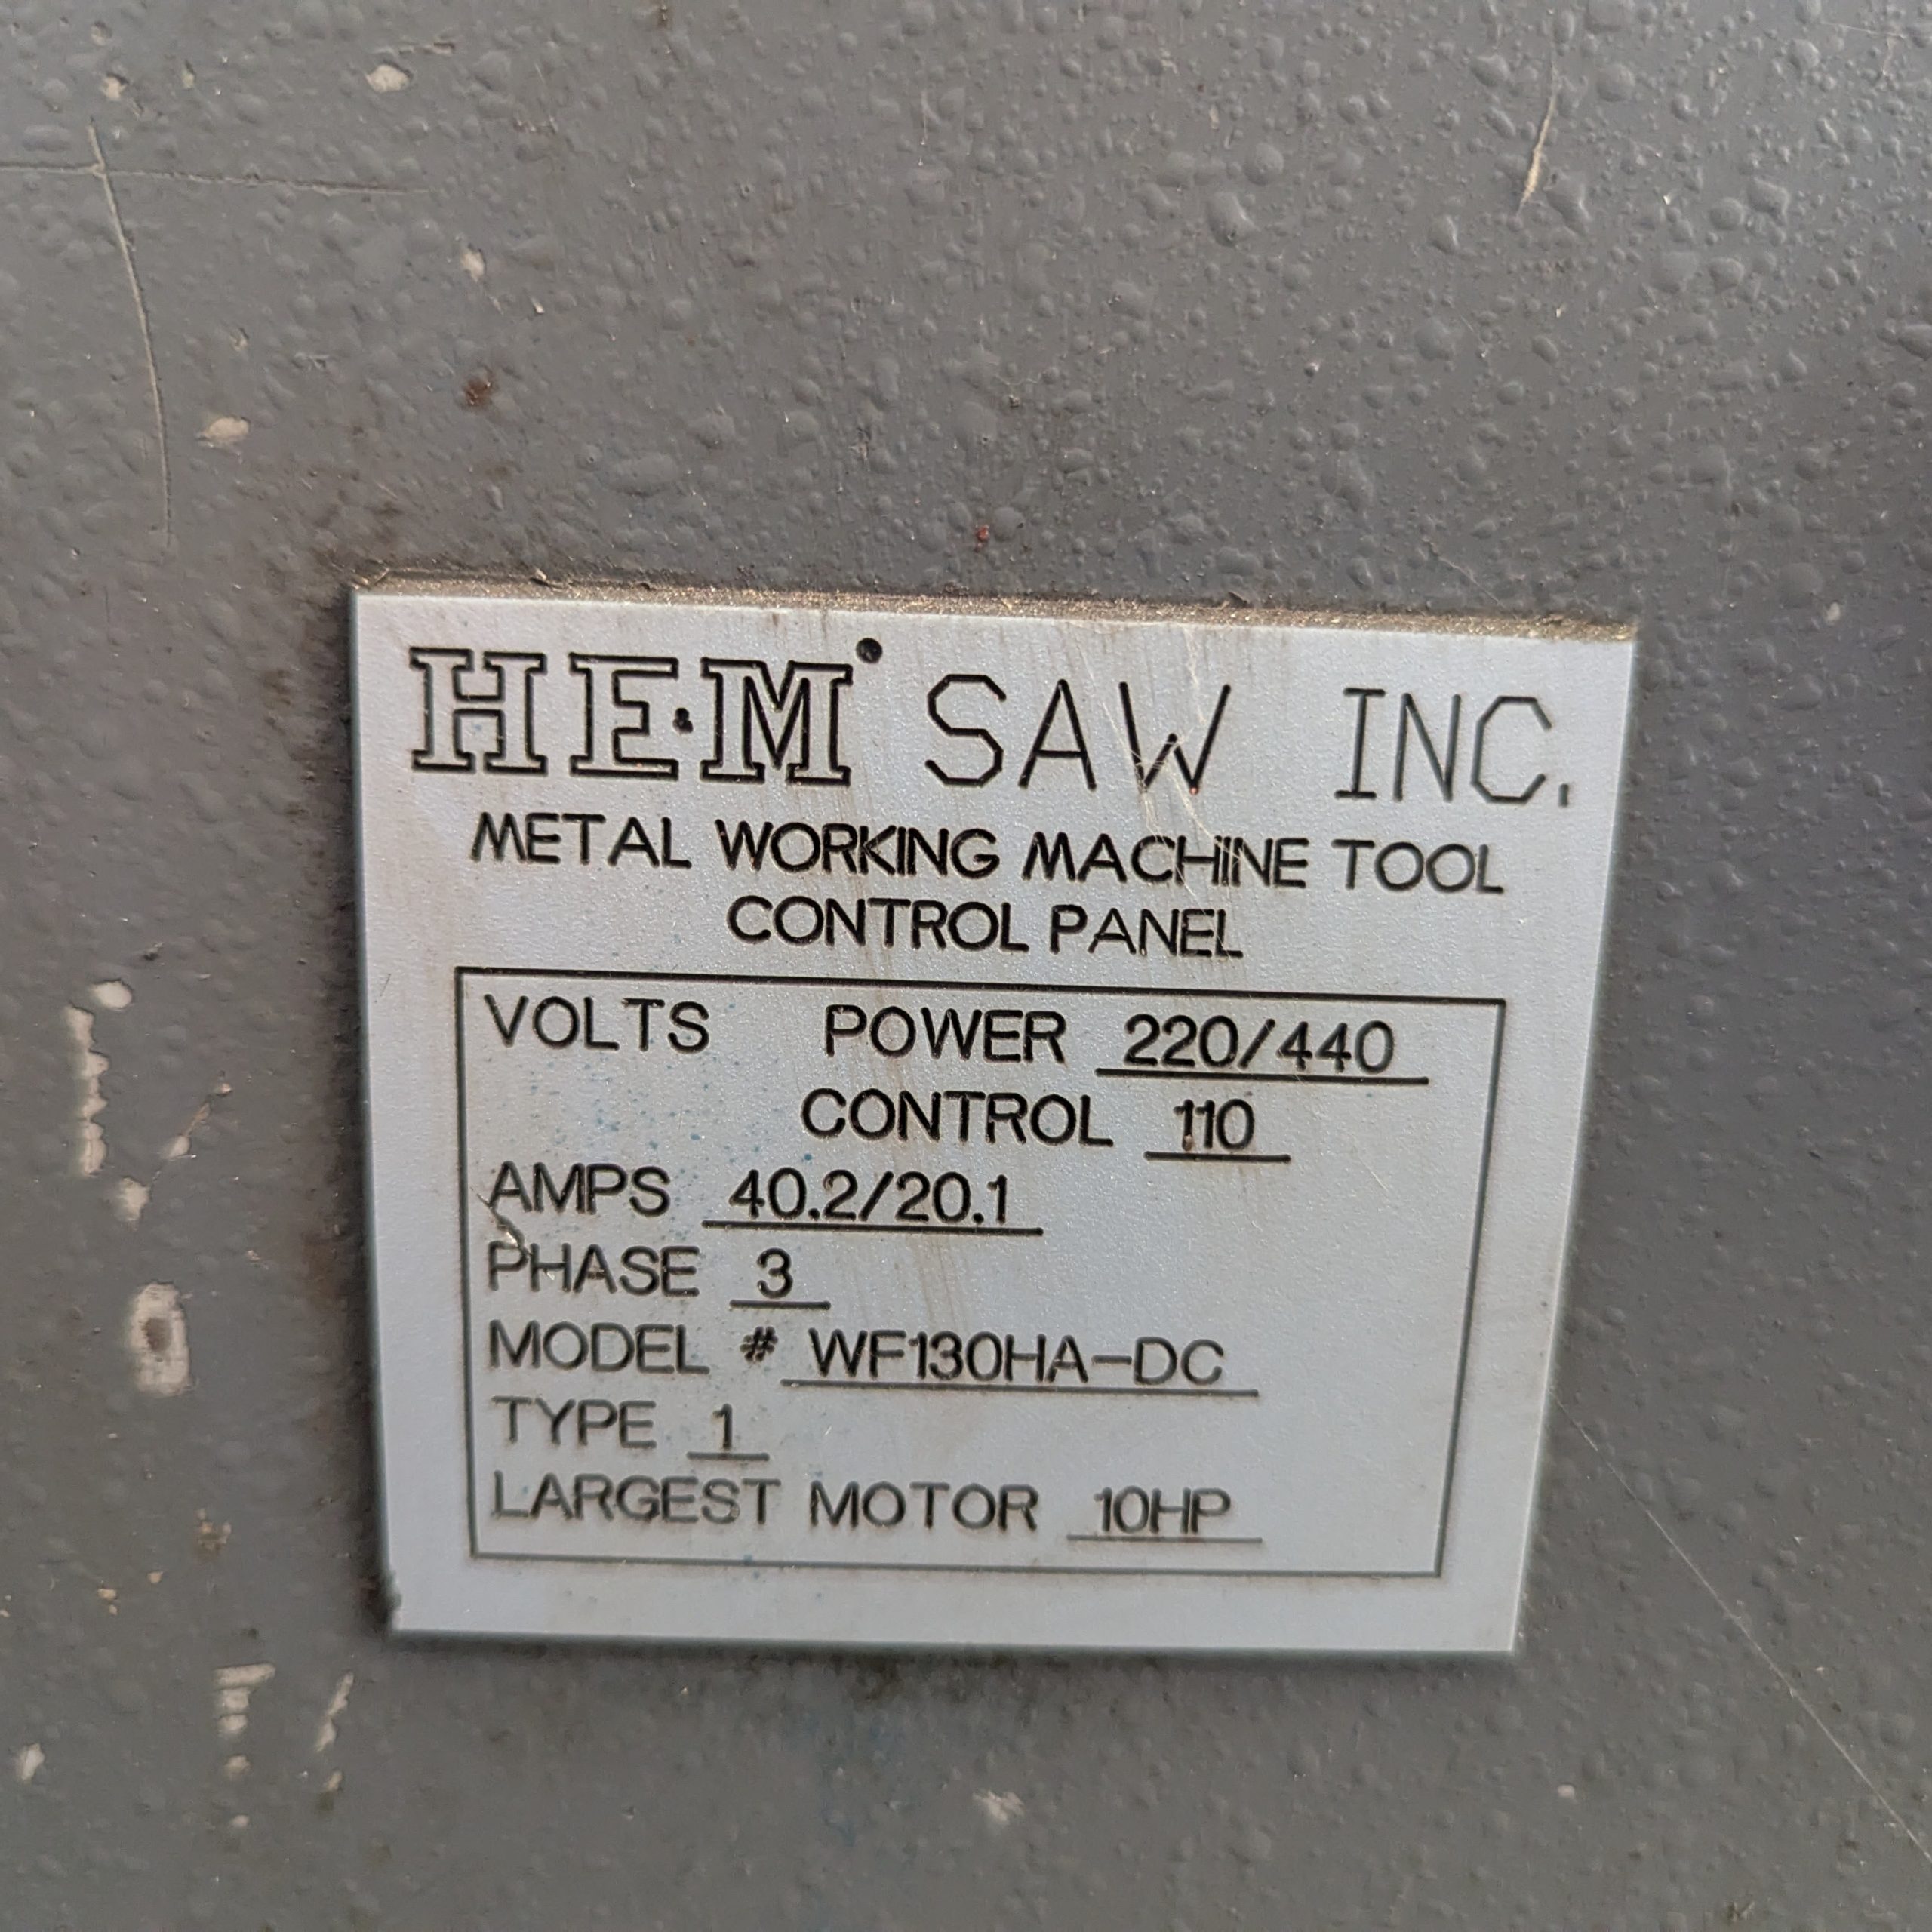 HE&M SAW INC.
METAL WORKING MACHINE TOOL
CONTROL PANEL
VOLTS POWER 220/440
CONTROL 110
AMPS 40.2/20.1
PHASE 3
MODEL # WF130HA-DC
TYPE 1
LARGEST MOTOR 10HP